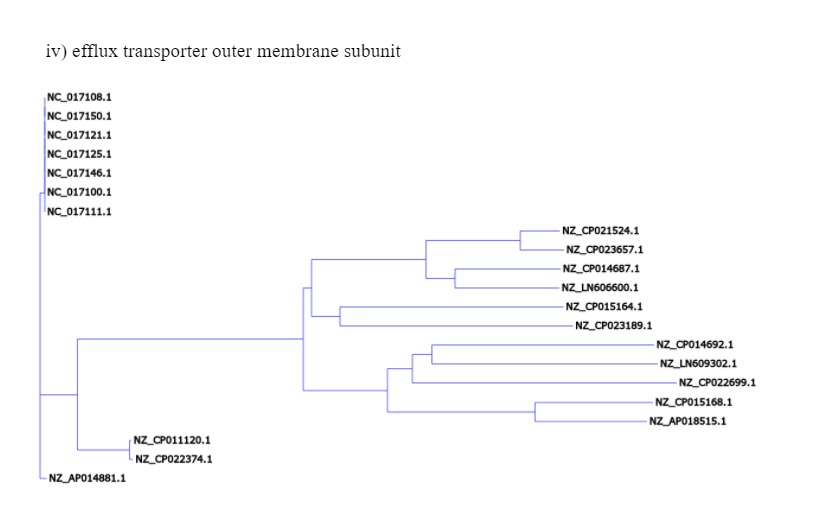 iv) efflux transporter outer membrane subunit
NC_017108.1
NC_017150.1
NC_017121.1
NC_017125.1
NC_017146.1
NC_017100.1
NC_017111.1
NZ_CP021524.1
NZ_CP023657.1
NZ_CP014687.1
NZ_LN606600.1
NZ_CP015164.1
NZ_CP023189.1
NZ_CP014692.1
NZ_LN609302.1
NZ_CP022699.1
NZ_CP015168.1
NZ_AP018515.1
NZ_CP011120.1
NZ_CP022374.1
NZ_AP014881.1